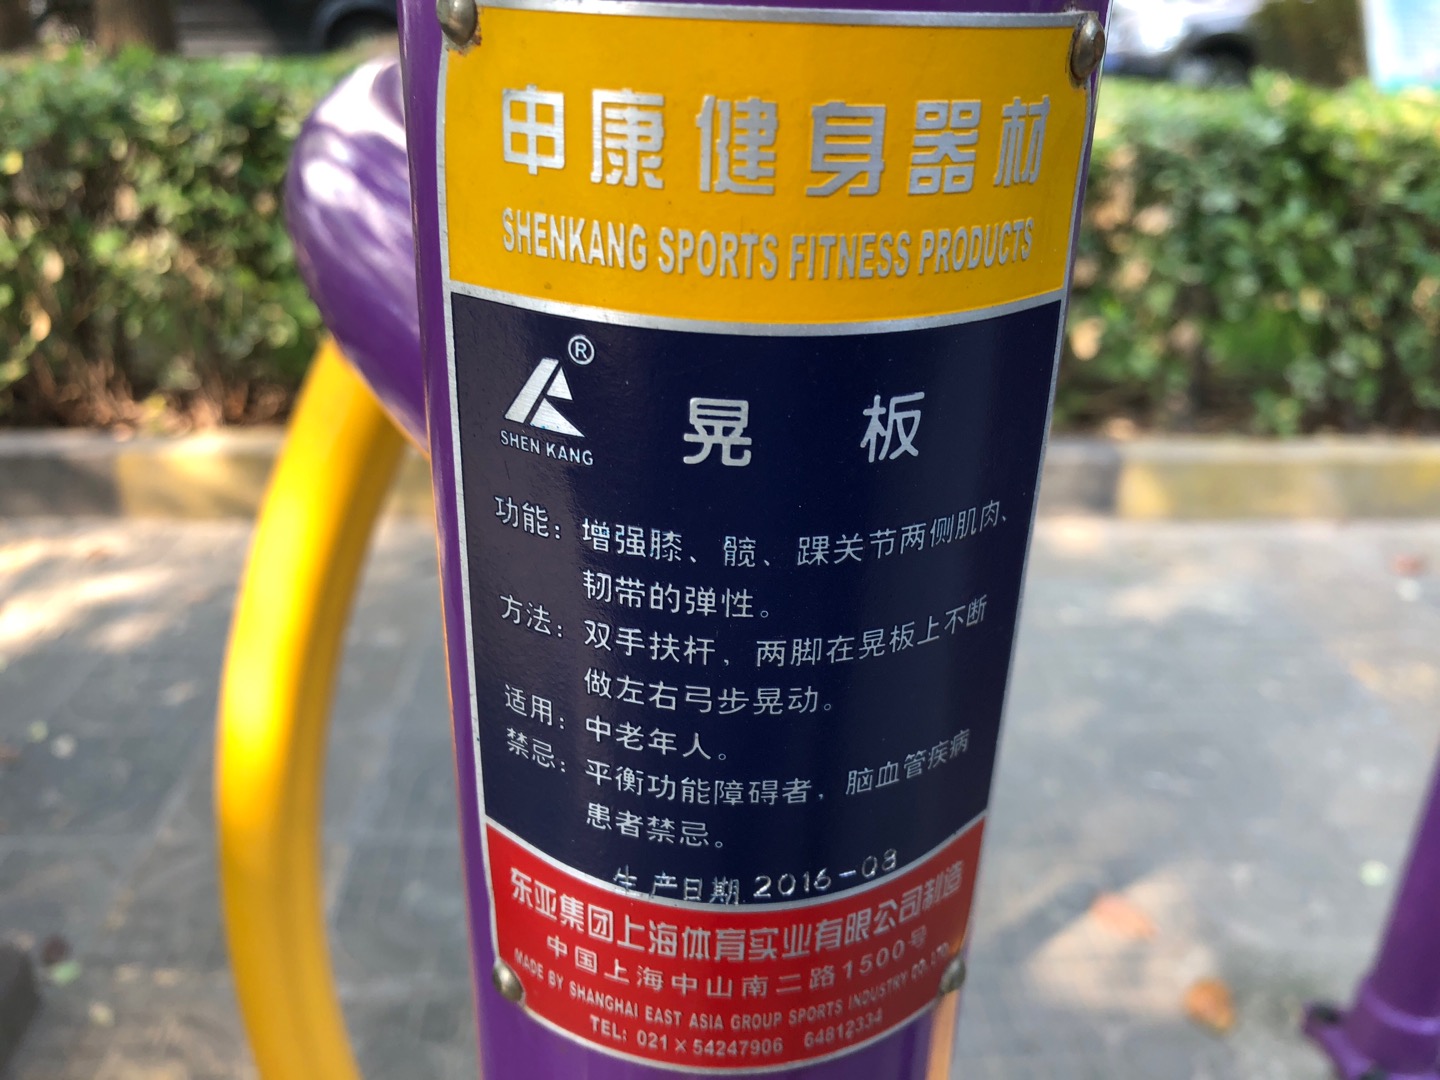 申康健身器材
SHENKANG SPORTS FITNESS PRODUCTS
®
SHEN KANG
晃 板
功能：增强膝、髋、踝关节两侧肌肉、
韧带的弹性。
方法：双手扶杆，两脚在晃板上不断
做左右弓步晃动。
适用：中老年人。
禁忌：平衡功能障碍者，脑血管疾病
患者禁忌。
生产日期 2016-08
东亚集团上海体育实业有限公司制造
中国上海中山南二路1500号
MADE BY SHANGHAI EAST ASIA GROUP SPORTS INDUSTRY CO. LTD
TEL: 021×54247906 64812334